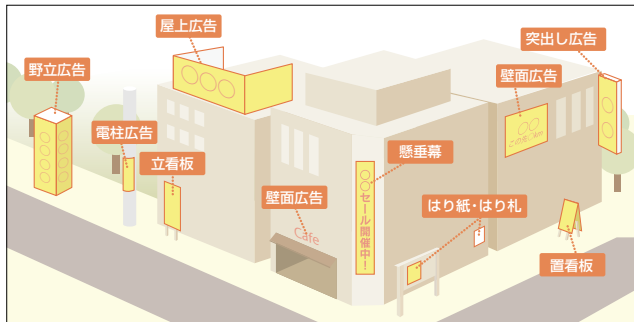 屋上広告
突出し広告
野立広告
壁面広告
電柱広告
立看板
懸垂幕
壁面広告
はり紙・はり札
置看板
○○
○○セール開催中!
Cafe